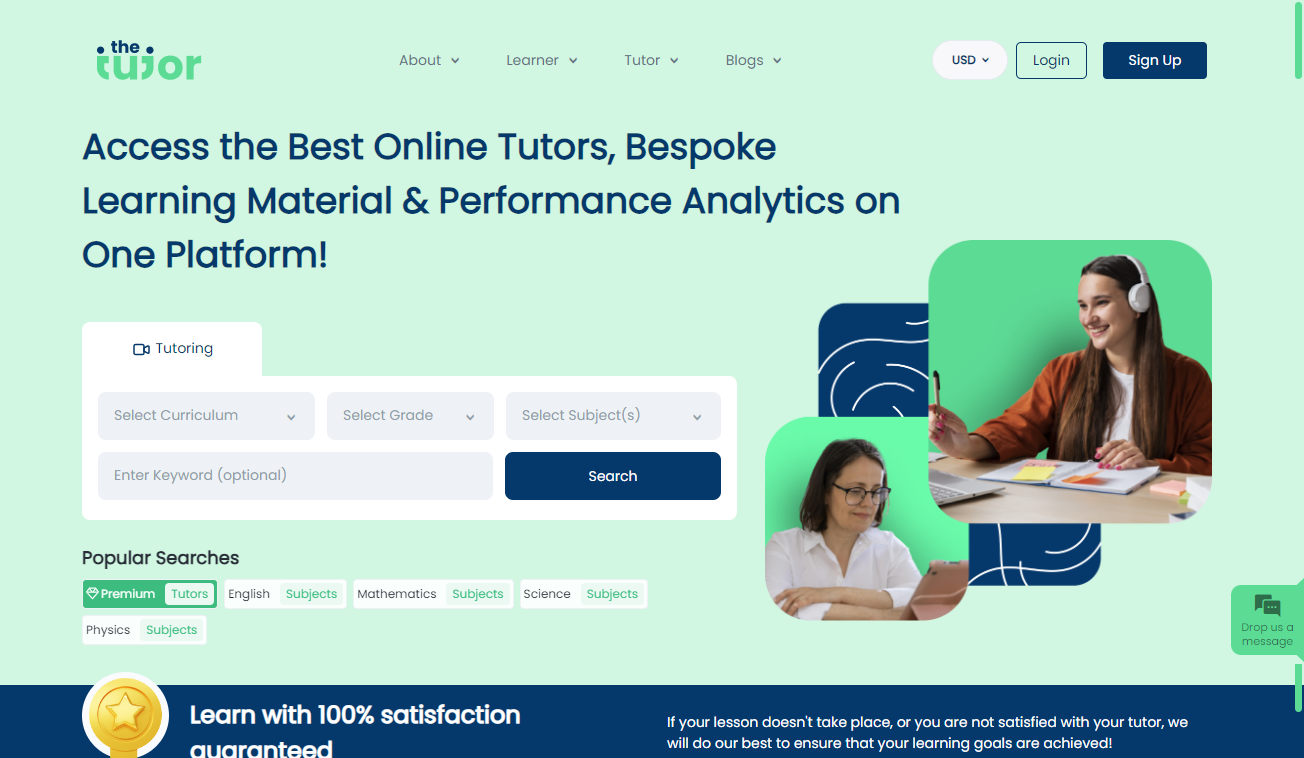 the
tutor
About
Learner
Tutor
Blogs
USD
Login
Sign Up
Access the Best Online Tutors, Bespoke
Learning Material & Performance Analytics on
One Platform!
Tutoring
Select Curriculum
Select Grade
Select Subject(s)
Enter Keyword (optional)
Search
Popular Searches
Premium Tutors
English Subjects
Mathematics Subjects
Science Subjects
Physics Subjects
Drop us a
message
Learn with 100% satisfaction
guaranteed
If your lesson doesn't take place, or you are not satisfied with your tutor, we
will do our best to ensure that your learning goals are achieved!